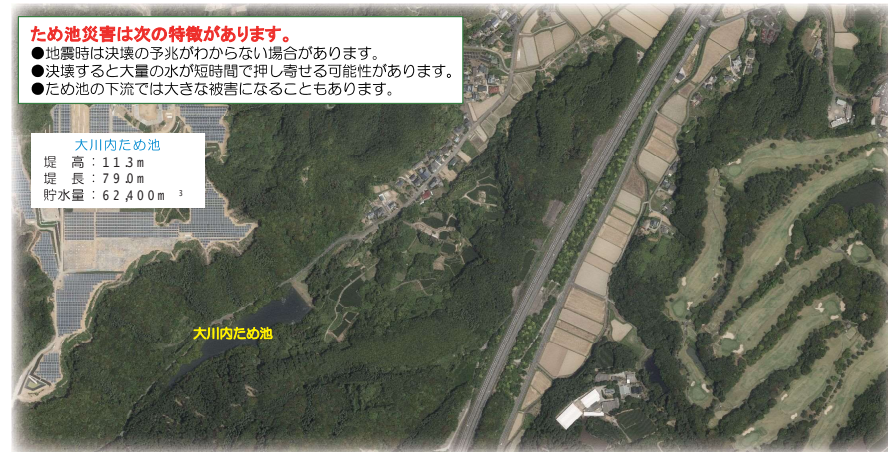 ため池災害は次の特徴があります。
●地震時は決壊の予兆がわからない場合があります。
●決壊すると大量の水が短時間で押し寄せる可能性があります。
●ため池の下流では大きな被害になることもあります。
大川内ため池
堤　高：11.3m
堤　長：79.0m
貯水量：62,400m ³
大川内ため池